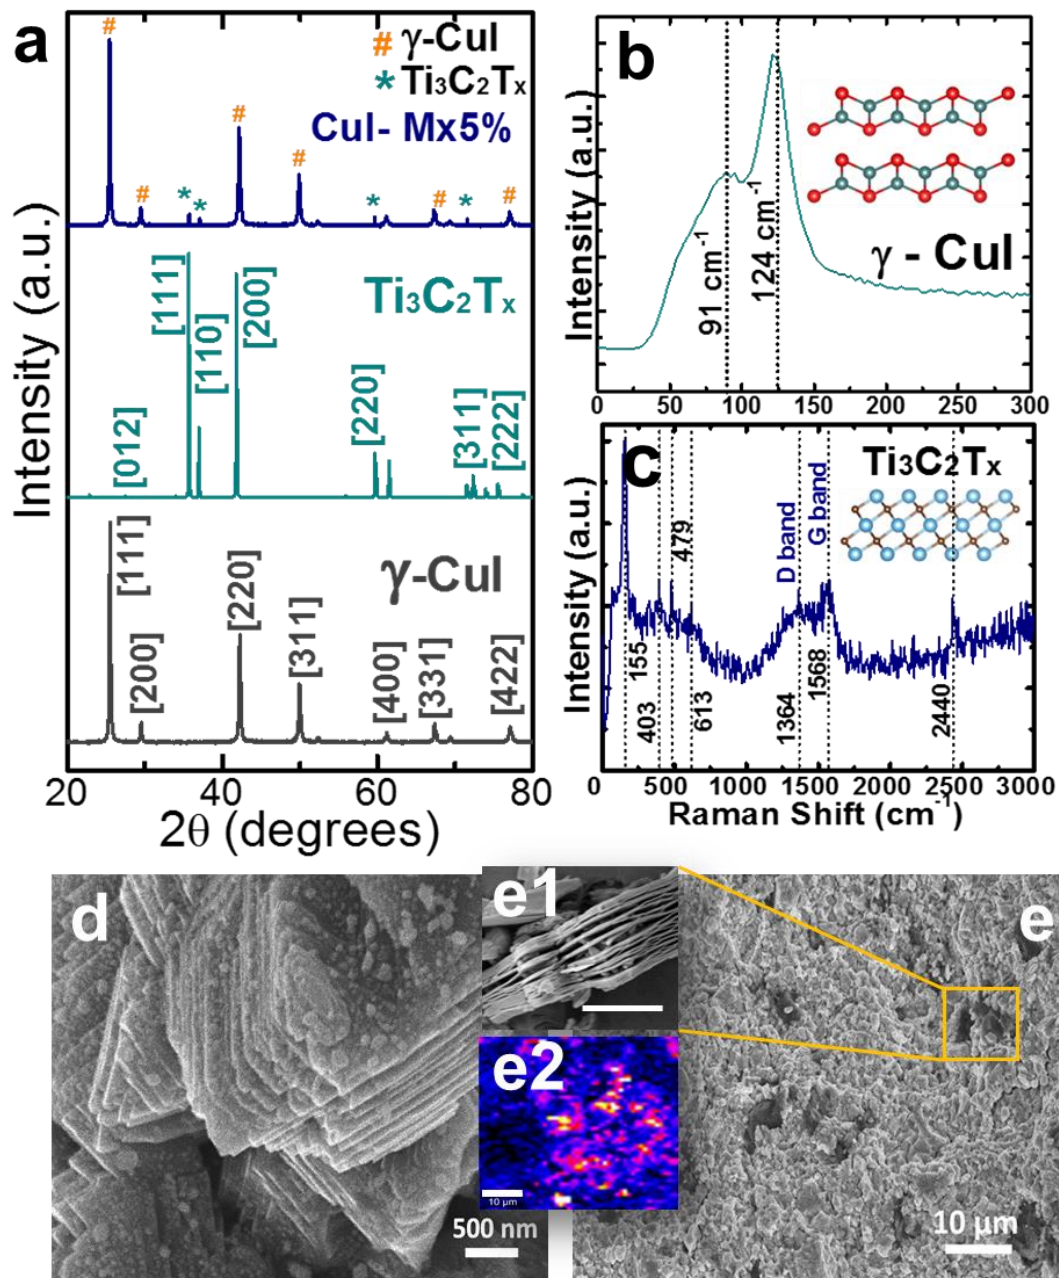 a
# γ-CuI
* Ti3C2Tx
CuI- Mx5%
#
#
*
*
#
#
*
#
*
#
Ti3C2Tx
[012]
[111]
[110]
[200]
[220]
[311]
[222]
γ-CuI
[111]
[200]
[220]
[311]
[400]
[331]
[422]
Intensity (a.u.)
20
40
60
80
2θ (degrees)
b
Intensity (a.u.)
91 cm-1
124 cm-1
γ - CuI
0
50
100
150
200
250
300
c
Ti3C2Tx
Intensity (a.u.)
155
403
479
613
D band
1364
G band
1568
2440
0
500
1000
1500
2000
2500
3000
Raman Shift (cm-1)
d
500 nm
e1
e2
10 µm
e
10 µm